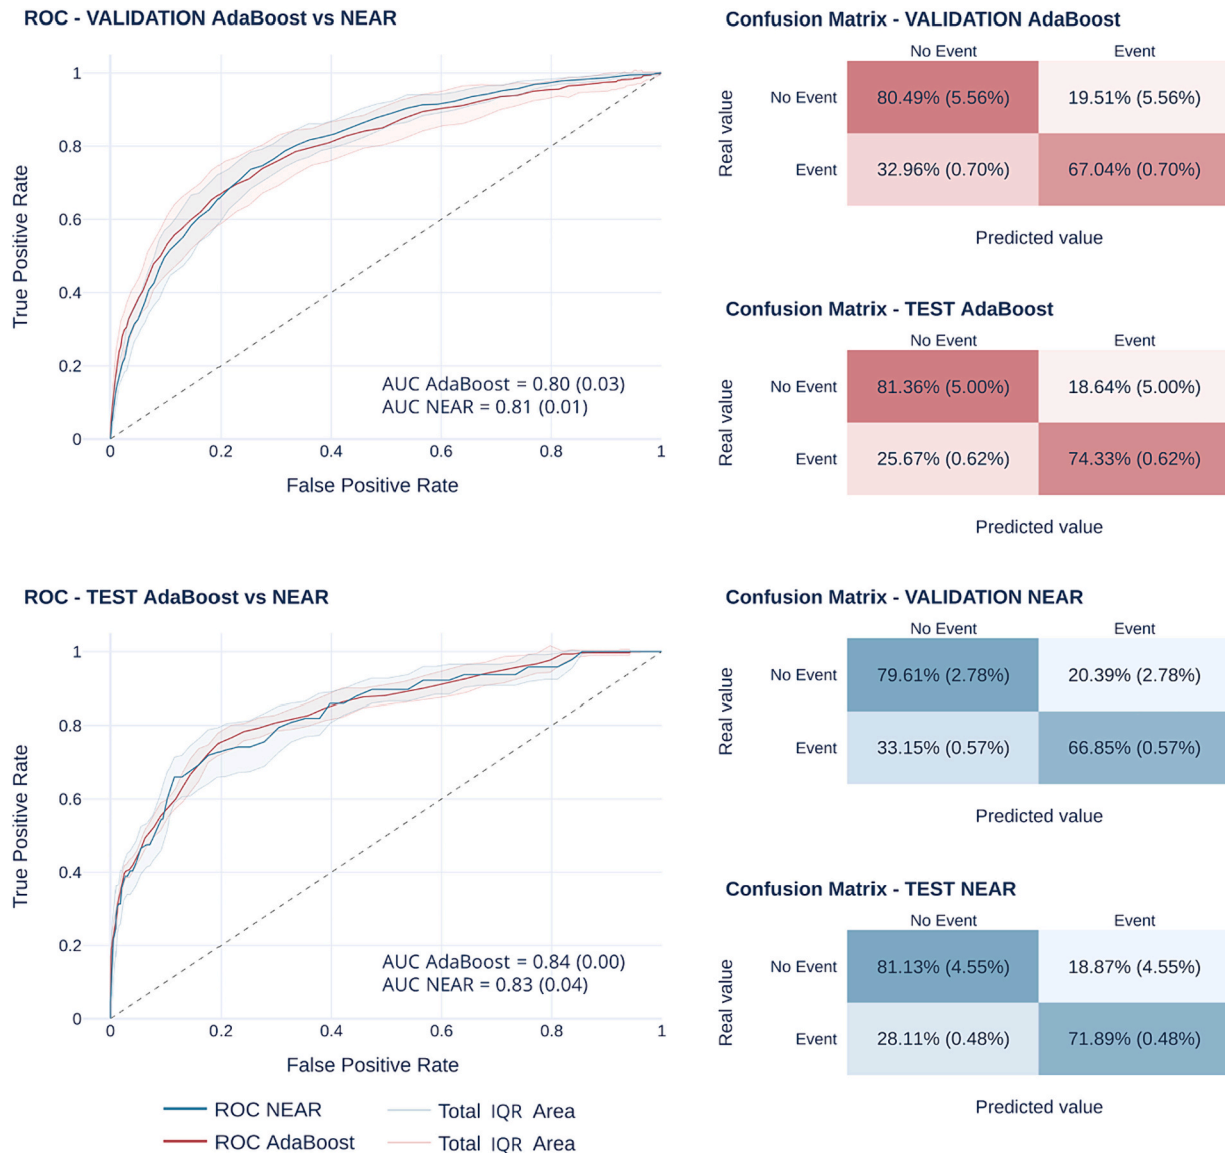 ROC - VALIDATION AdaBoost vs NEAR
1
0.8
0.6
0.4
0.2
0
True Positive Rate
AUC AdaBoost = 0.80 (0.03)
AUC NEAR = 0.81 (0.01)
0 0.2 0.4 0.6 0.8 1
False Positive Rate
Confusion Matrix - VALIDATION AdaBoost
No Event Event
Real value
No Event 80.49% (5.56%) 19.51% (5.56%)
Event 32.96% (0.70%) 67.04% (0.70%)
Predicted value
Confusion Matrix - TEST AdaBoost
No Event Event
Real value
No Event 81.36% (5.00%) 18.64% (5.00%)
Event 25.67% (0.62%) 74.33% (0.62%)
Predicted value
ROC - TEST AdaBoost vs NEAR
1
0.8
0.6
0.4
0.2
0
True Positive Rate
AUC AdaBoost = 0.84 (0.00)
AUC NEAR = 0.83 (0.04)
0 0.2 0.4 0.6 0.8 1
False Positive Rate
ROC NEAR Total IQR Area
ROC AdaBoost Total IQR Area
Confusion Matrix - VALIDATION NEAR
No Event Event
Real value
No Event 79.61% (2.78%) 20.39% (2.78%)
Event 33.15% (0.57%) 66.85% (0.57%)
Predicted value
Confusion Matrix - TEST NEAR
No Event Event
Real value
No Event 81.13% (4.55%) 18.87% (4.55%)
Event 28.11% (0.48%) 71.89% (0.48%)
Predicted value